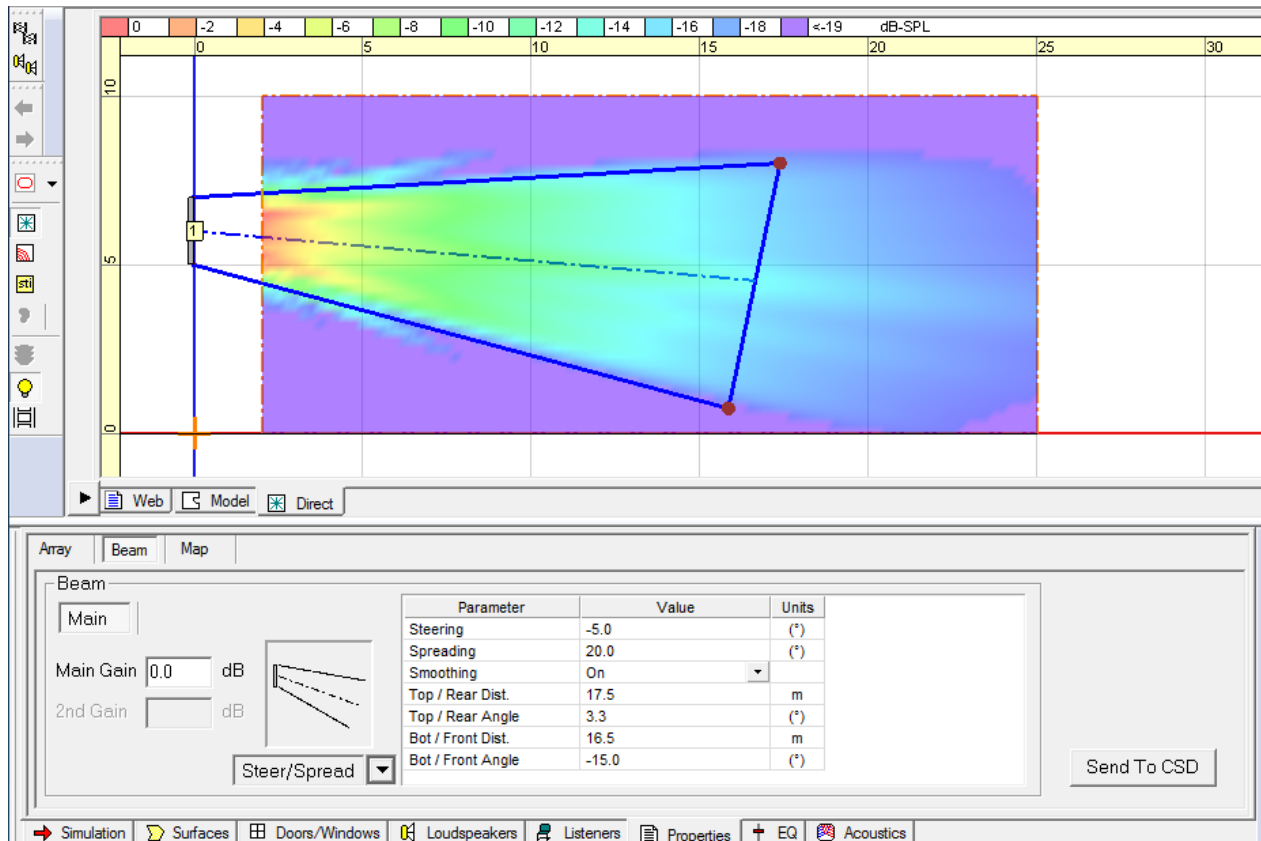 0 -2 -4 -6 -8 -10 -12 -14 -16 -18 <-19 dB-SPL
0 5 10 15 20 25 30
10
5
0
1
sti
Web Model Direct
Array Beam Map
Beam
Main
Main Gain 0.0 dB
2nd Gain dB
Steer/Spread
Parameter Value Units
Steering -5.0 (°)
Spreading 20.0 (°)
Smoothing On
Top / Rear Dist. 17.5 m
Top / Rear Angle 3.3 (°)
Bot / Front Dist. 16.5 m
Bot / Front Angle -15.0 (°)
Send To CSD
Simulation Surfaces Doors/Windows Loudspeakers Listeners Properties EQ Acoustics